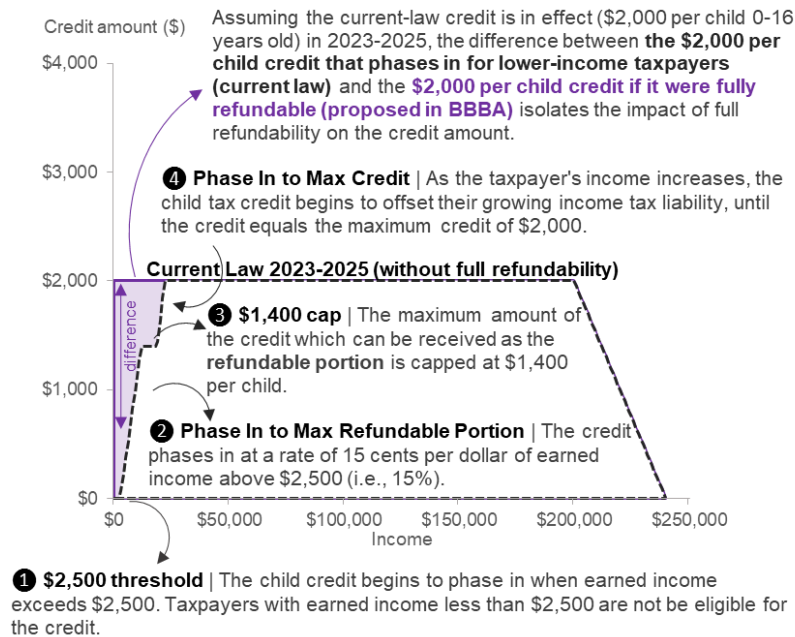 Credit amount ($)
Assuming the current-law credit is in effect ($2,000 per child 0-16
years old) in 2023-2025, the difference between the $2,000 per
child credit that phases in for lower-income taxpayers
(current law) and the $2,000 per child credit if it were fully
refundable (proposed in BBBA) isolates the impact of full
refundability on the credit amount.
$4,000
$3,000
$2,000
$1,000
$0
4 Phase In to Max Credit | As the taxpayer's income increases, the
child tax credit begins to offset their growing income tax liability, until
the credit equals the maximum credit of $2,000.
Current Law 2023-2025 (without full refundability)
difference
3 $1,400 cap | The maximum amount of
the credit which can be received as the
refundable portion is capped at $1,400
per child.
2 Phase In to Max Refundable Portion | The credit
phases in at a rate of 15 cents per dollar of earned
income above $2,500 (i.e., 15%).
$0
$50,000
$100,000
$150,000
$200,000
$250,000
Income
1 $2,500 threshold | The child credit begins to phase in when earned income
exceeds $2,500. Taxpayers with earned income less than $2,500 are not be eligible for
the credit.